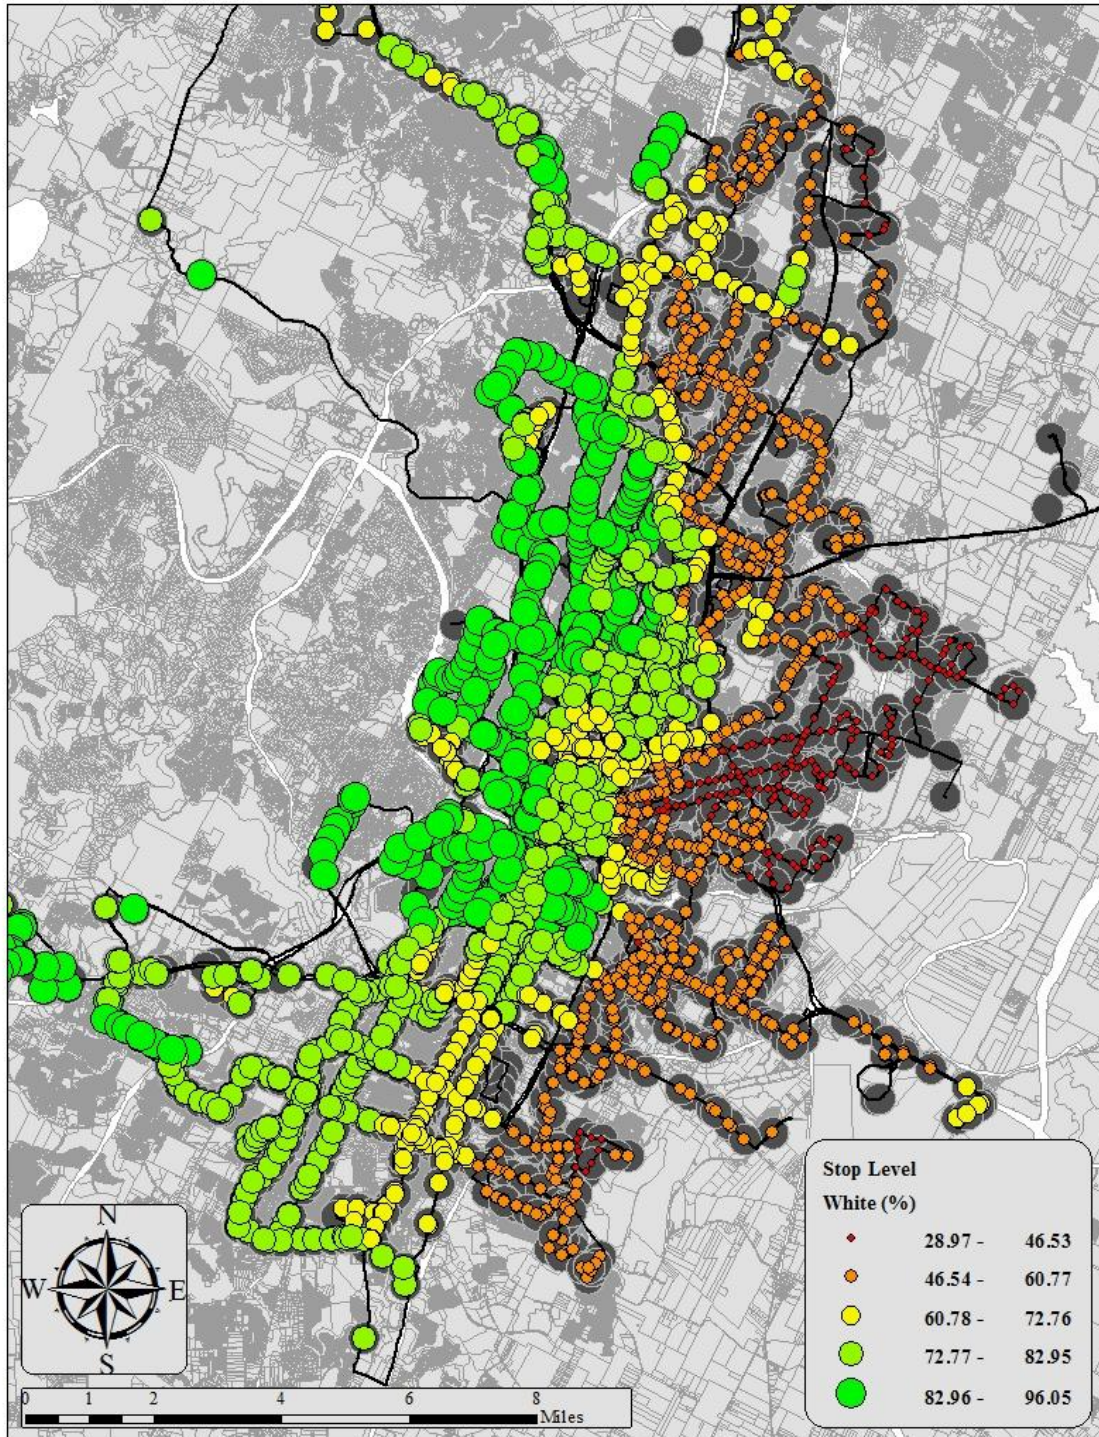 Stop Level
White (%)
28.97 - 46.53
46.54 - 60.77
60.78 - 72.76
72.77 - 82.95
82.96 - 96.05
N
W E
S
0 1 2 4 6 8
Miles